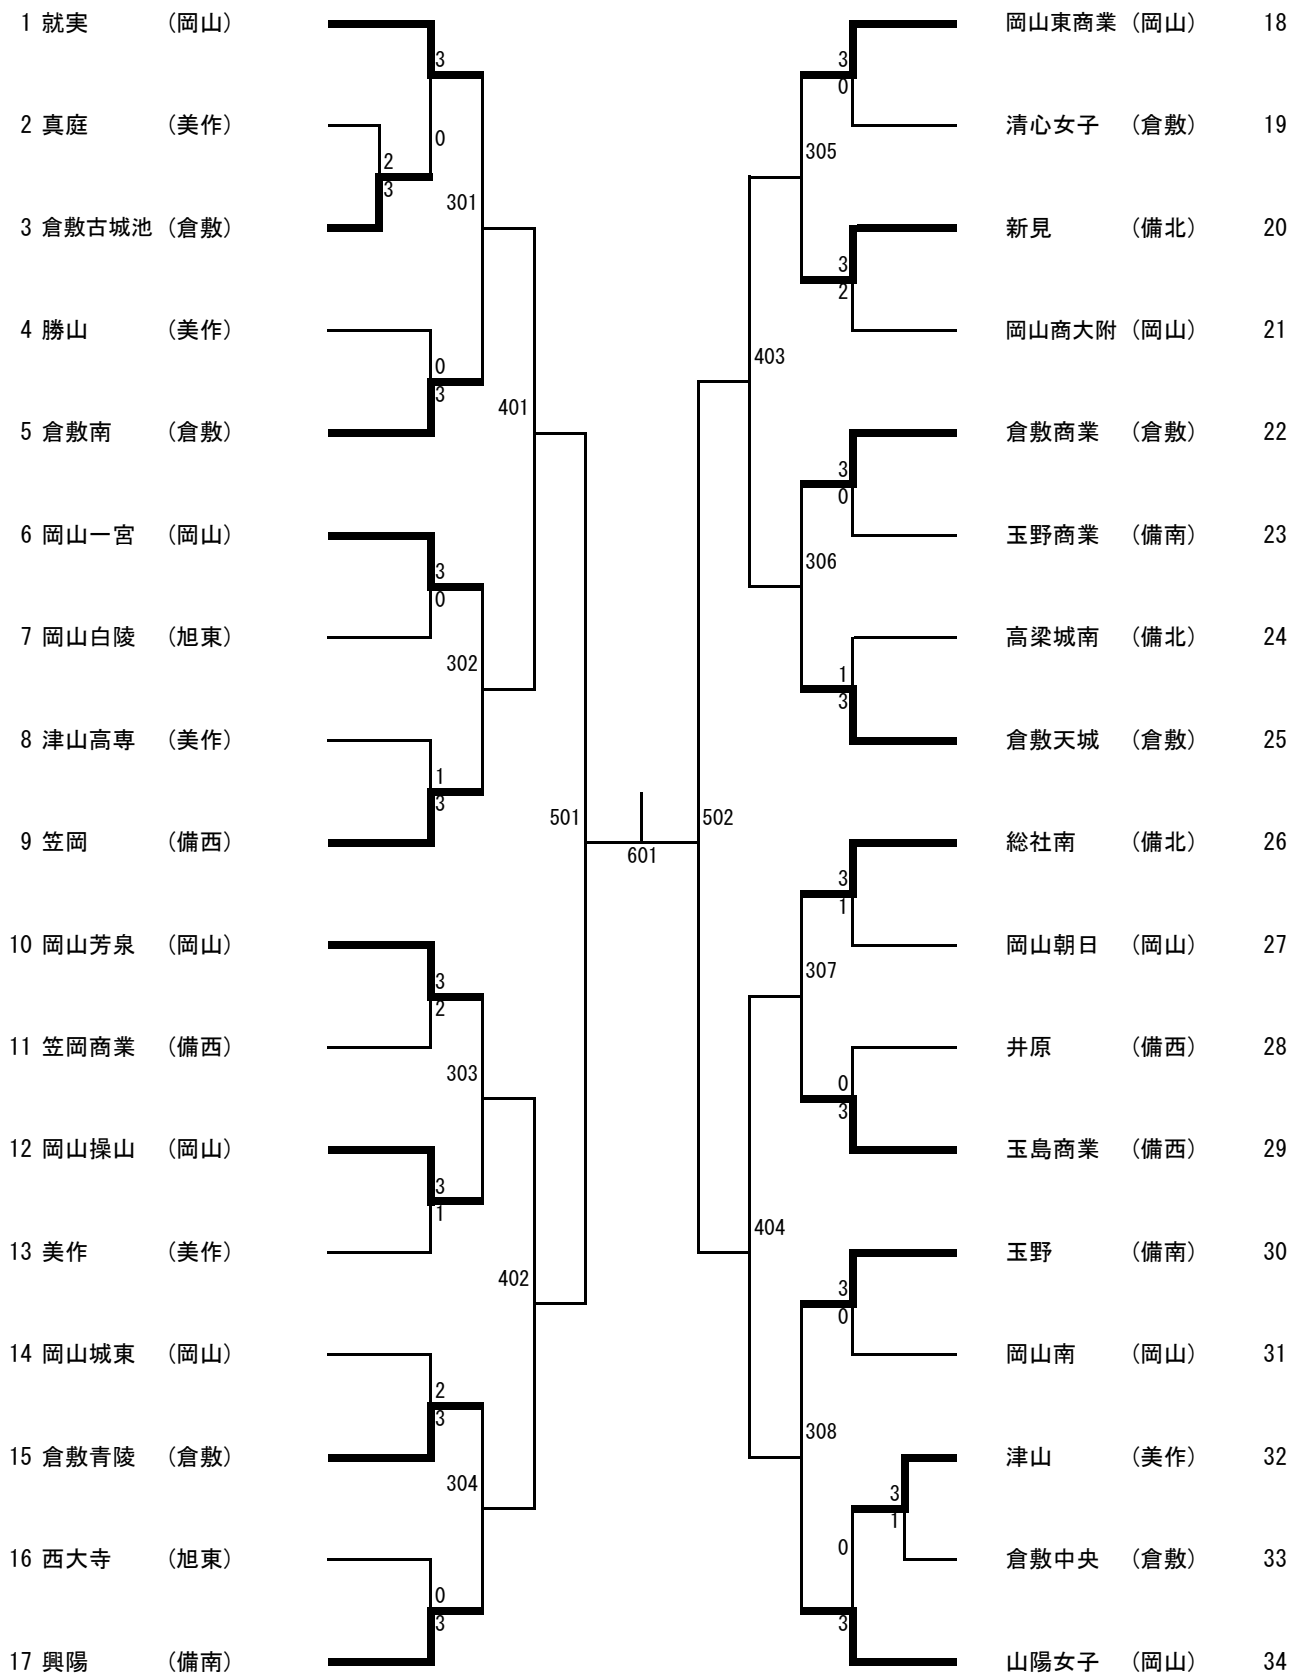 1 就実 (岡山)
3
0
2 真庭 (美作)
2
3
3 倉敷古城池 (倉敷)
301
4 勝山 (美作)
0
3
5 倉敷南 (倉敷)
401
6 岡山一宮 (岡山)
3
0
7 岡山白陵 (旭東)
302
8 津山高専 (美作)
1
3
9 笠岡 (備西)
501
10 岡山芳泉 (岡山)
3
2
11 笠岡商業 (備西)
303
12 岡山操山 (岡山)
3
1
13 美作 (美作)
402
14 岡山城東 (岡山)
2
3
15 倉敷青陵 (倉敷)
304
16 西大寺 (旭東)
0
3
17 興陽 (備南)
601
岡山東商業 (岡山) 18
3
0
清心女子 (倉敷) 19
305
新見 (備北) 20
3
2
岡山商大附 (岡山) 21
403
倉敷商業 (倉敷) 22
3
0
玉野商業 (備南) 23
306
高梁城南 (備北) 24
1
3
倉敷天城 (倉敷) 25
502
総社南 (備北) 26
3
1
岡山朝日 (岡山) 27
307
井原 (備西) 28
0
3
玉島商業 (備西) 29
404
玉野 (備南) 30
3
0
岡山南 (岡山) 31
308
津山 (美作) 32
3
1
倉敷中央 (倉敷) 33
0
3
山陽女子 (岡山) 34